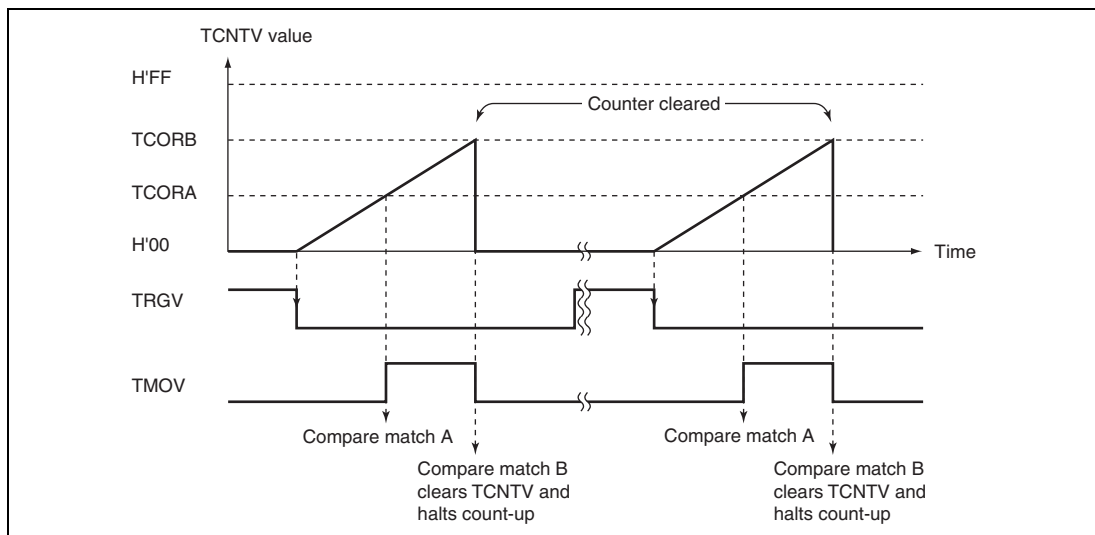 TCNTV value
H'FF
Counter cleared
TCORB
TCORA
H'00
Time
TRGV
TMOV
Compare match A
Compare match A
Compare match B
clears TCNTV and
halts count-up
Compare match B
clears TCNTV and
halts count-up